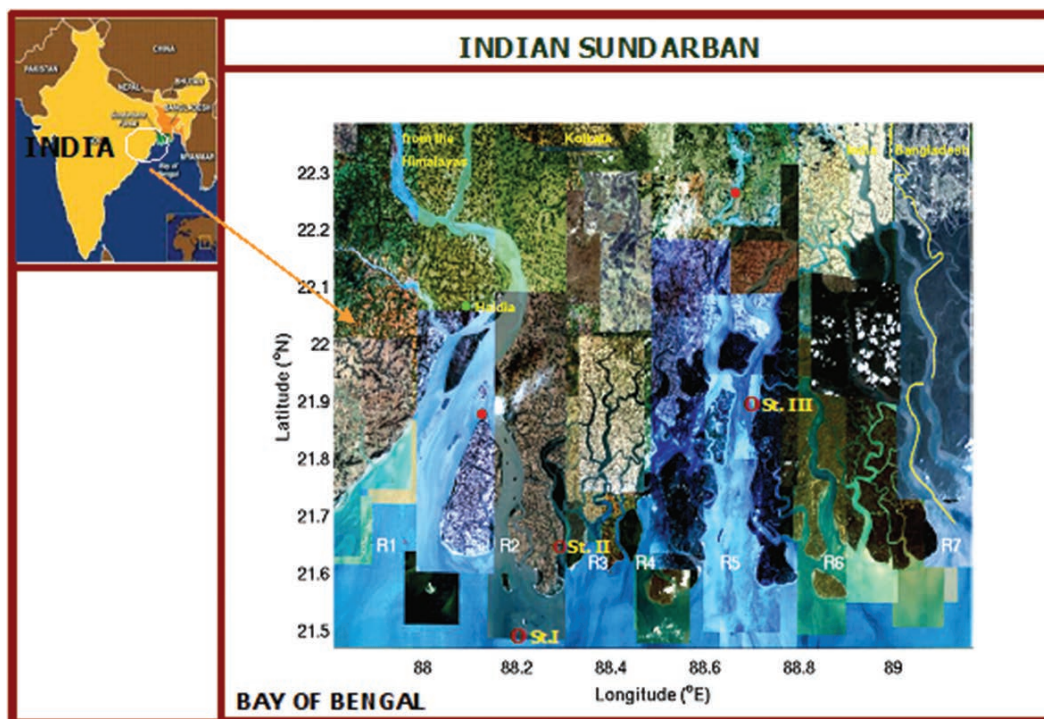 INDIAN SUNDARBAN
CHINA
PAKISTAN
NEPAL
BHUTAN
BANGLADESH
INDIA
MYANMAR
Bay of
Bengal
from the
Himalayas
Kolkata
Bangladesh
Haldia
St. III
St. II
St.I
R1
R2
R3
R4
R5
R6
R7
Latitude (°N)
22.3
22.2
22.1
22
21.9
21.8
21.7
21.6
21.5
88
88.2
88.4
88.6
88.8
89
Longitude (°E)
BAY OF BENGAL